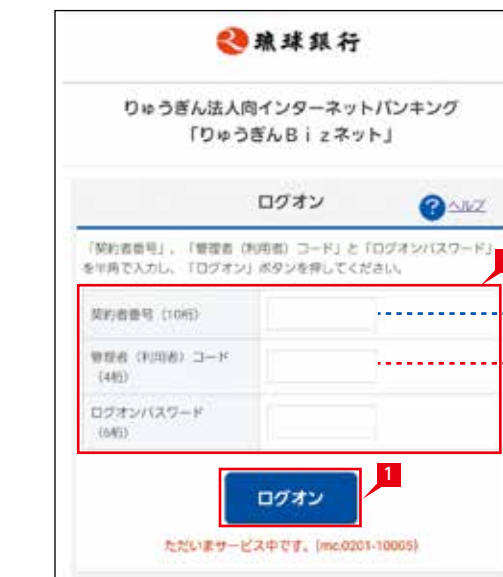 琉球銀行
りゅうぎん法人向インターネットバンキング
「りゅうぎんBizネット」
ログオン
ヘルプ
「契約者番号」、「管理者（利用者）コード」と「ログオンパスワード」
を半角で入力し、「ログオン」ボタンを押してください。
契約者番号（10桁）
管理者（利用者）コード
（4桁）
ログオンパスワード
（6桁）
1
ログオン
ただいまサービス中です。(mc0201-10005)